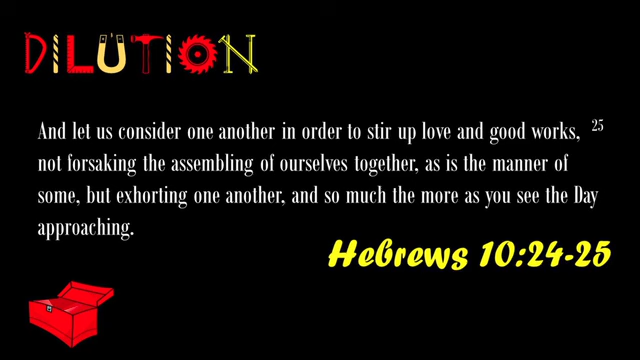 DILUTION
And let us consider one another in order to stir up love and good works, 25
not forsaking the assembling of ourselves together, as is the manner of
some, but exhorting one another, and so much the more as you see the Day
approaching.
Hebrews 10:24-25